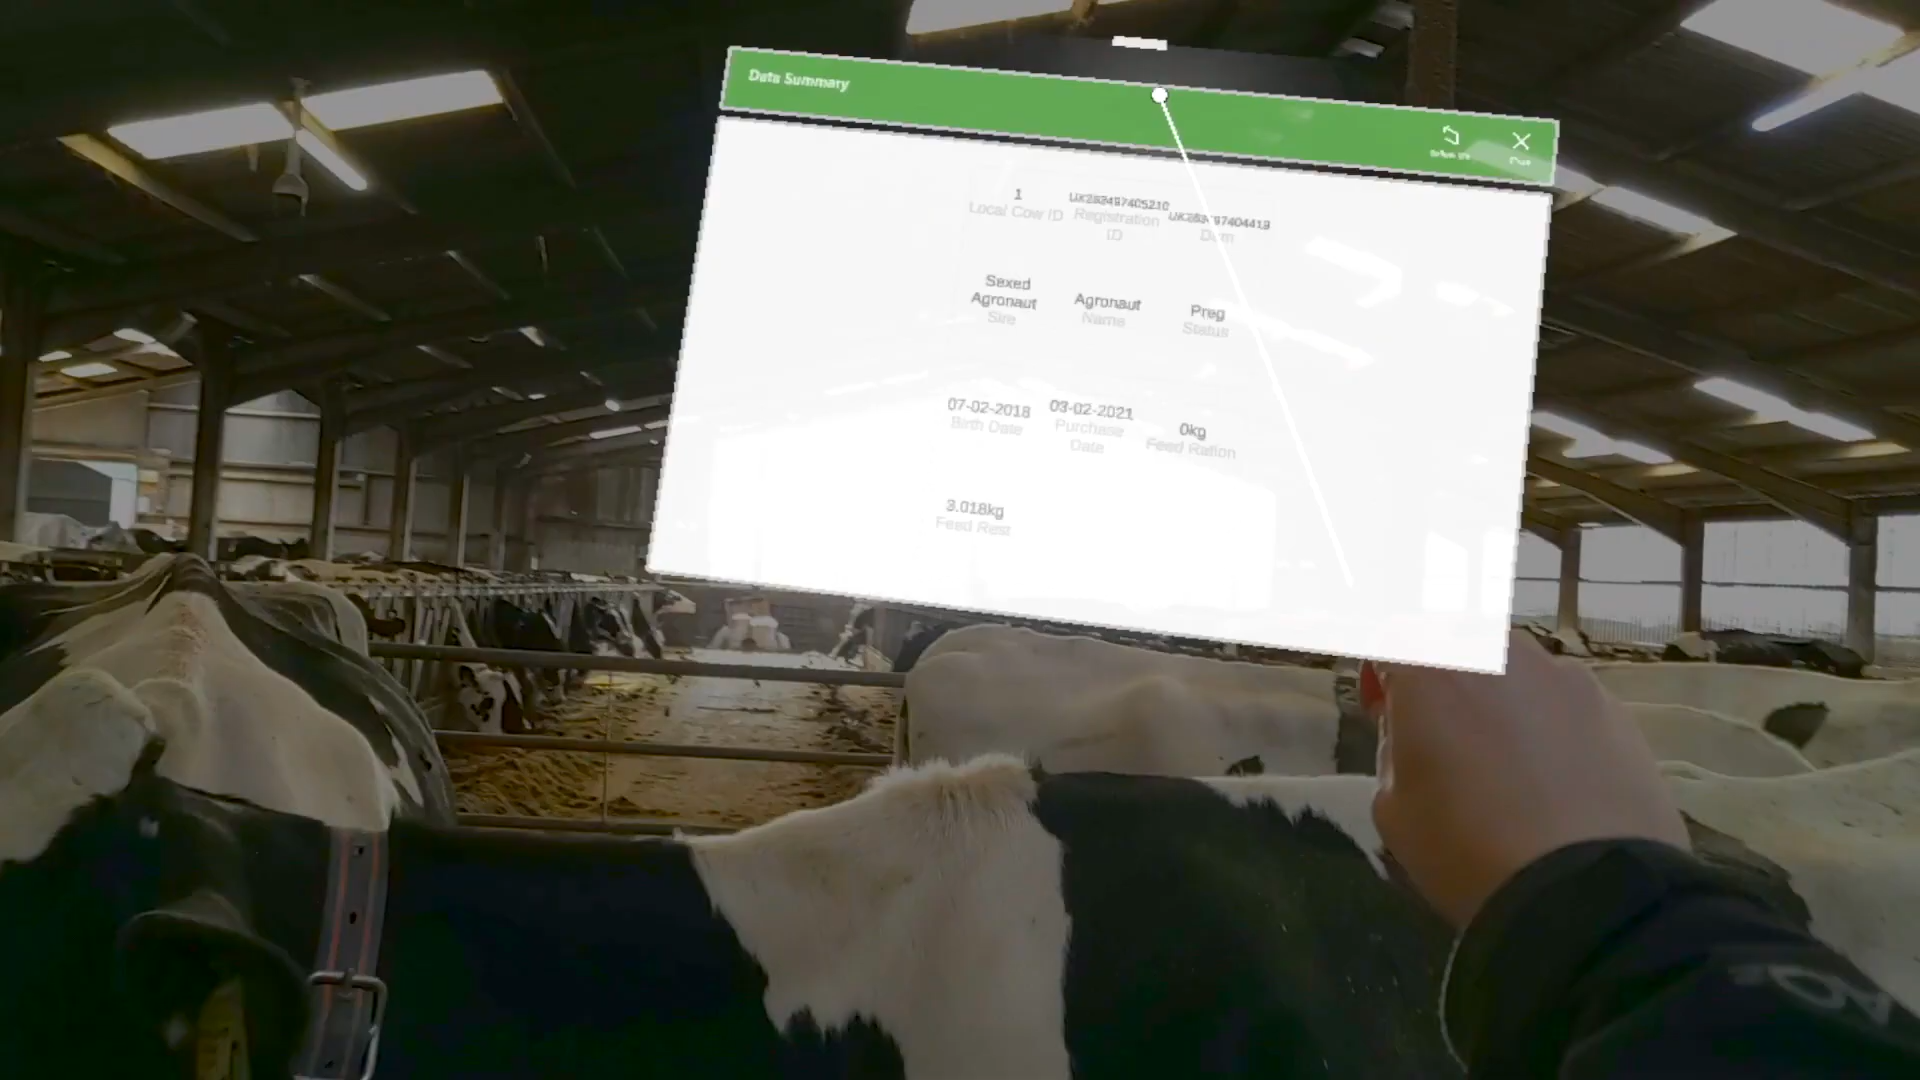 Data Summary
1
Local Cow ID
Registration
ID
Dam
Sexed
Agronaut
Sire
Agronaut
Name
Preg
Status
07-02-2018
Birth Date
03-02-2021
Purchase
Date
0kg
Feed Ration
3.018kg
Feed Rest